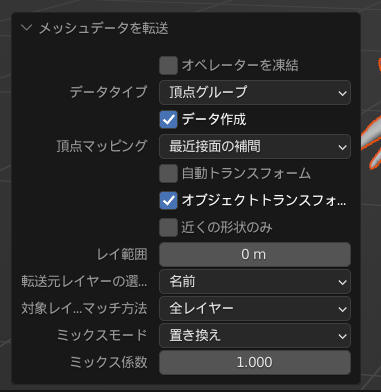 メッシュデータを転送
オペレーターを凍結
データタイプ 頂点グループ
データ作成
頂点マッピング 最近接面の補間
自動トランスフォーム
オブジェクトトランスフォ...
近くの形状のみ
レイ範囲 0 m
転送元レイヤーの選... 名前
対象レイ...マッチ方法 全レイヤー
ミックスモード 置き換え
ミックス係数 1.000